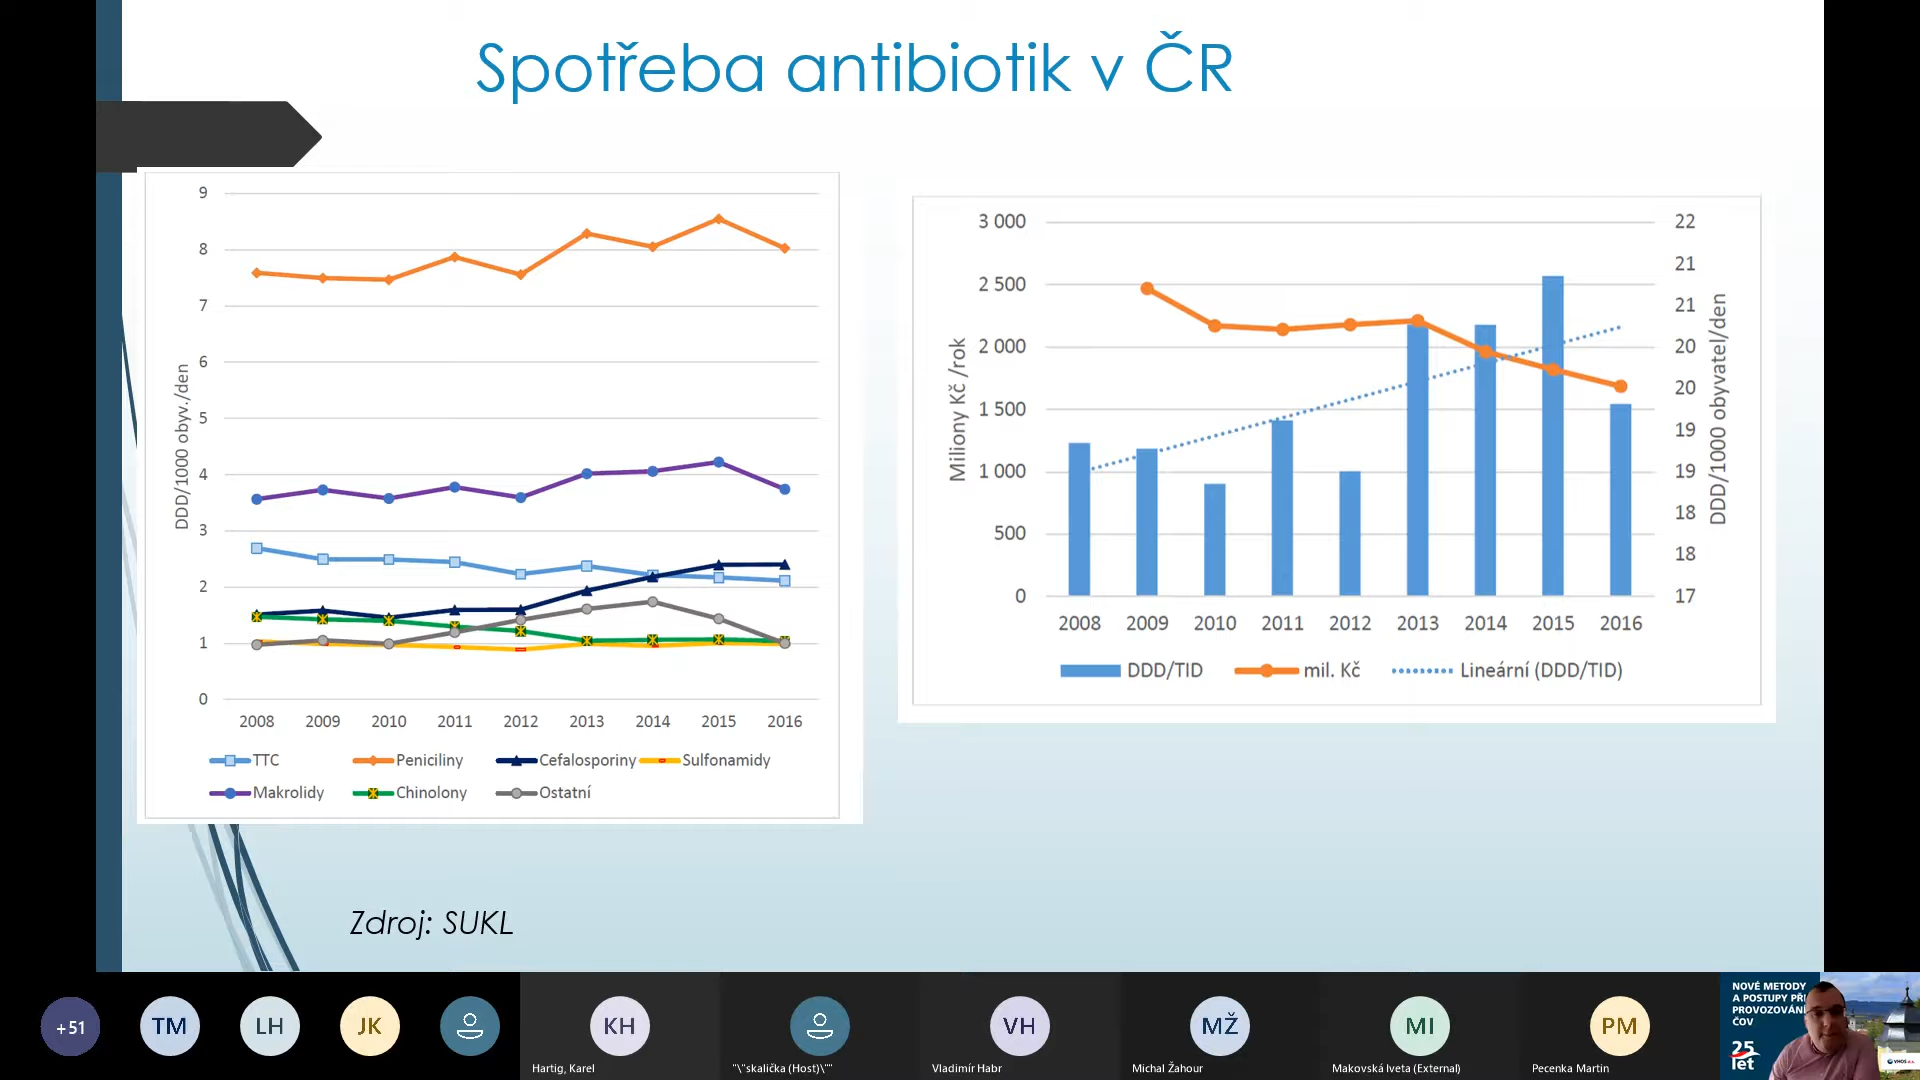 Spotřeba antibiotik v ČR
9
8
7
6
5
4
3
2
1
0
DDD/1000 obyv./den
2008 2009 2010 2011 2012 2013 2014 2015 2016
TTC Peniciliny Cefalosporiny Sulfonamidy
Makrolidy Chinolony Ostatní
3 000
2 500
2 000
1 500
1 000
500
0
Miliony Kč /rok
22
21
21
20
20
19
19
18
18
17
DDD/1000 obyvatel/den
2008 2009 2010 2011 2012 2013 2014 2015 2016
DDD/TID mil. Kč Lineární (DDD/TID)
Zdroj: SUKL
+51
TM
LH
JK
KH
Hartig, Karel
"\"skalička (Host)\""
VH
Vladimír Habr
MŽ
Michal Žahour
MI
Makovská Iveta (External)
PM
Pecenka Martin
NOVÉ METODY
A POSTUPY PŘI
PROVOZOVÁNÍ
ČOV
25
let
VHOS a.s.